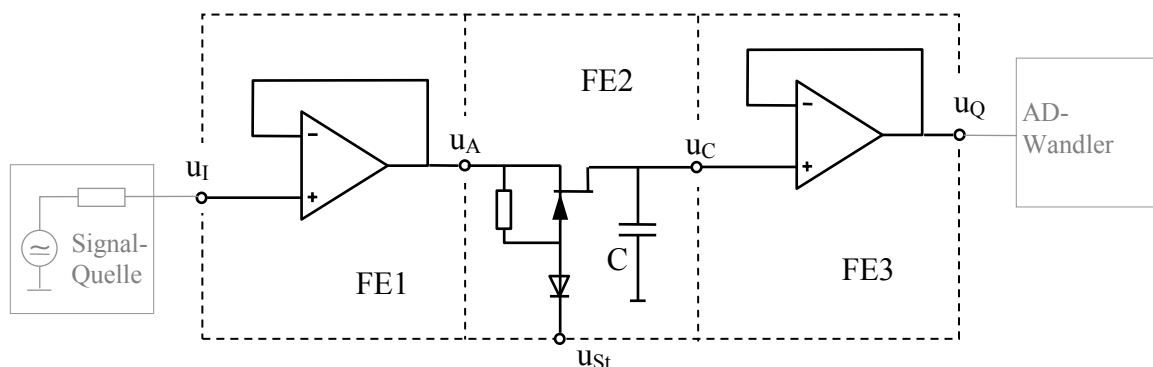 FE2
u_Q
AD-
Wandler
u_A
u_C
u_I
−
+
−
+
Signal-
Quelle
C
FE1
FE3
u_St